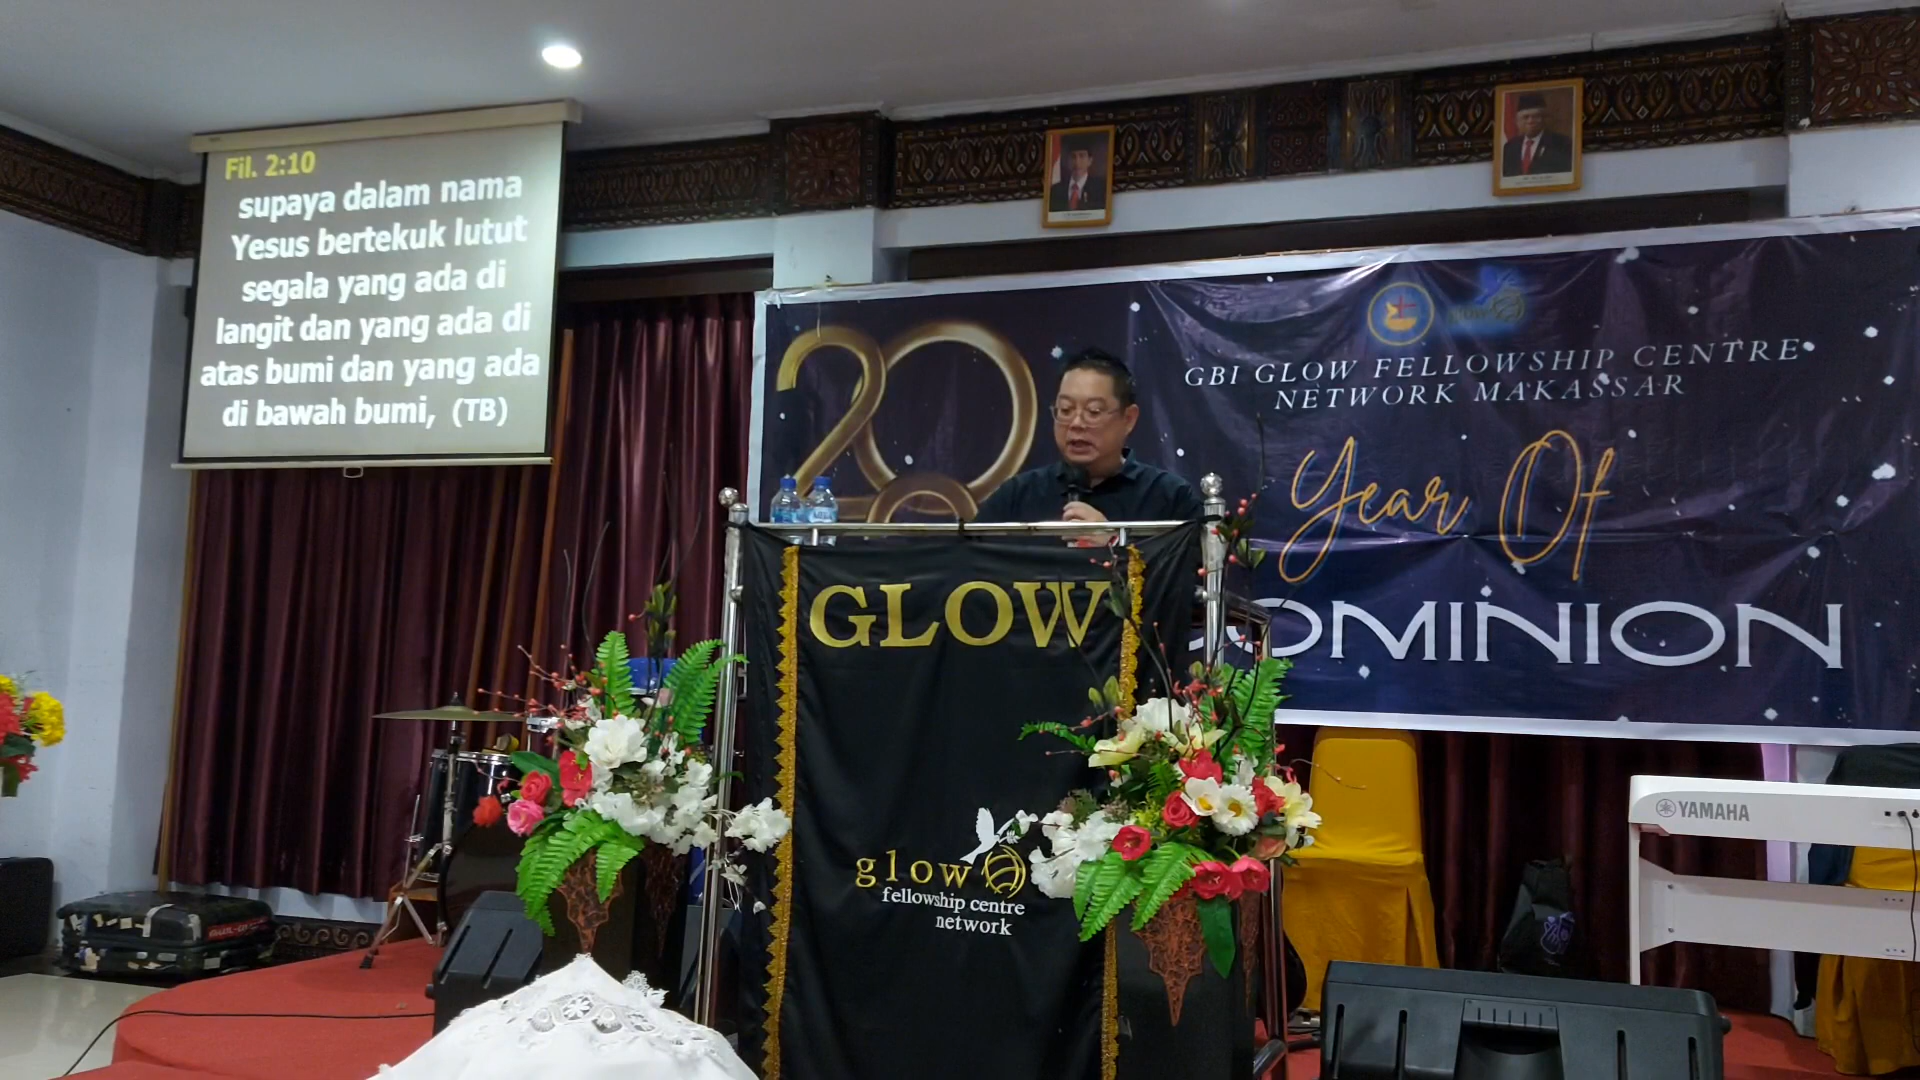 Fil. 2:10
supaya dalam nama
Yesus bertekuk lutut
segala yang ada di
langit dan yang ada di
atas bumi dan yang ada
di bawah bumi, (TB)
20
glow
GBI GLOW FELLOWSHIP CENTRE
NETWORK MAKASSAR
Year Of
DOMINION
GLOW
glow
fellowship centre
network
YAMAHA